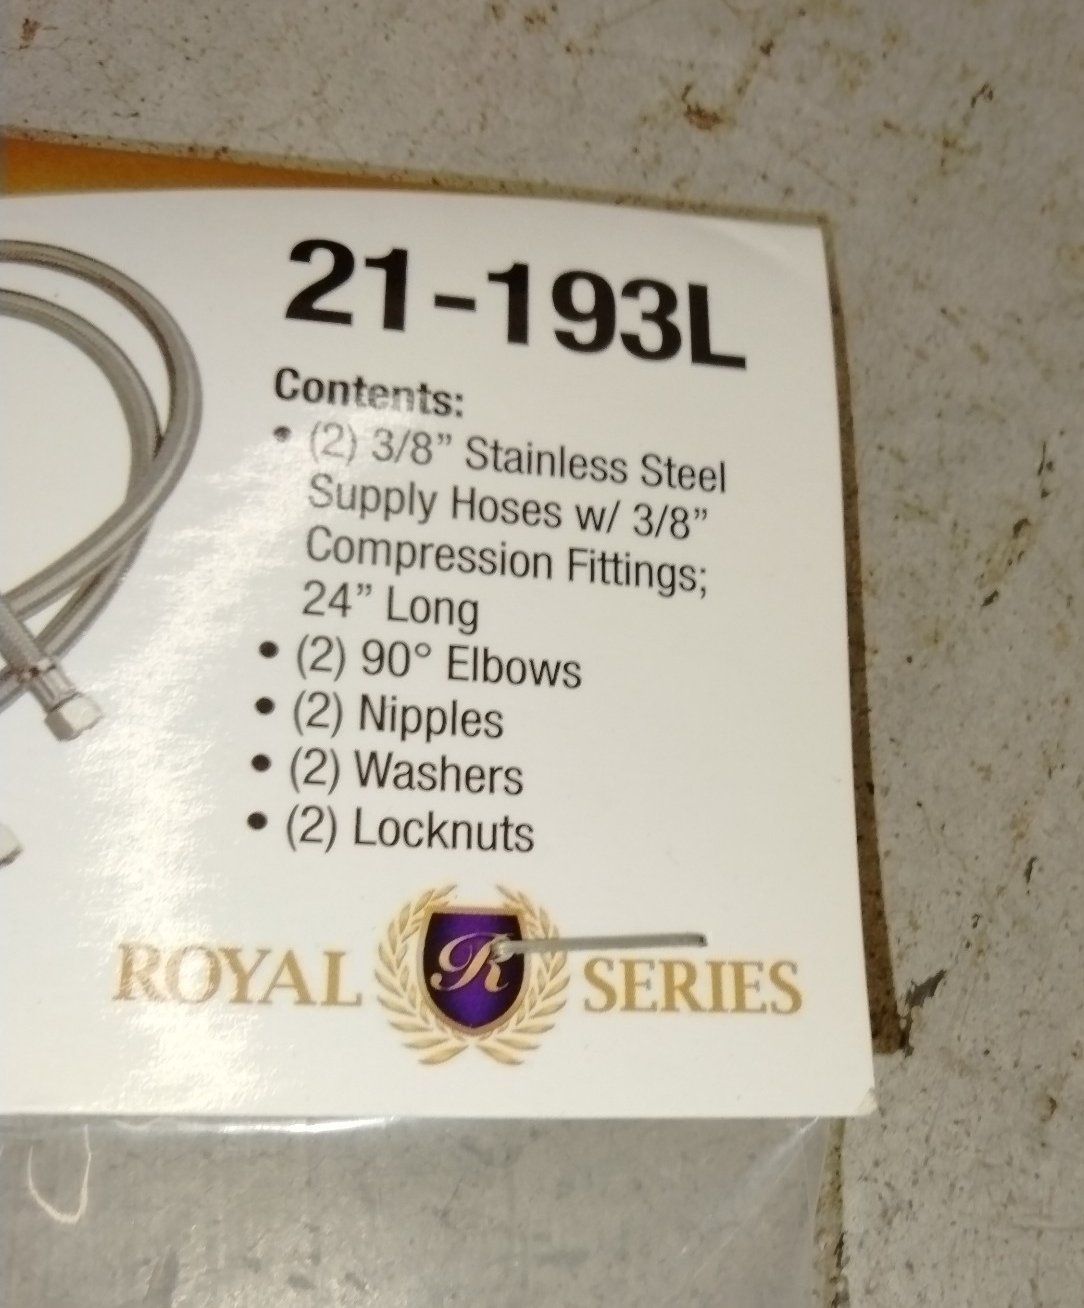 21-193L
Contents:
• (2) 3/8” Stainless Steel
Supply Hoses w/ 3/8”
Compression Fittings;
24” Long
• (2) 90° Elbows
• (2) Nipples
• (2) Washers
• (2) Locknuts
ROYAL R SERIES